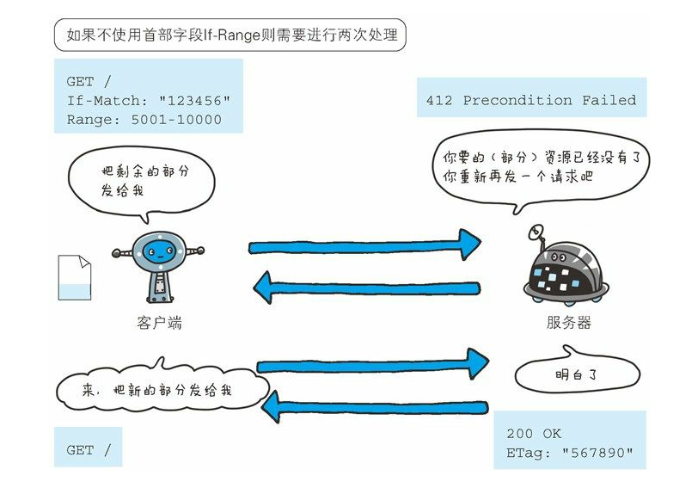 如果不使用首部字段If-Range则需要进行两次处理
GET /
If-Match: "123456"
Range: 5001-10000
412 Precondition Failed
把剩余的部分
发给我
你要的（部分）资源已经没有了
你重新再发一个请求吧
客户端
服务器
来，把新的部分发给我
明白了
GET /
200 OK
ETag: "567890"